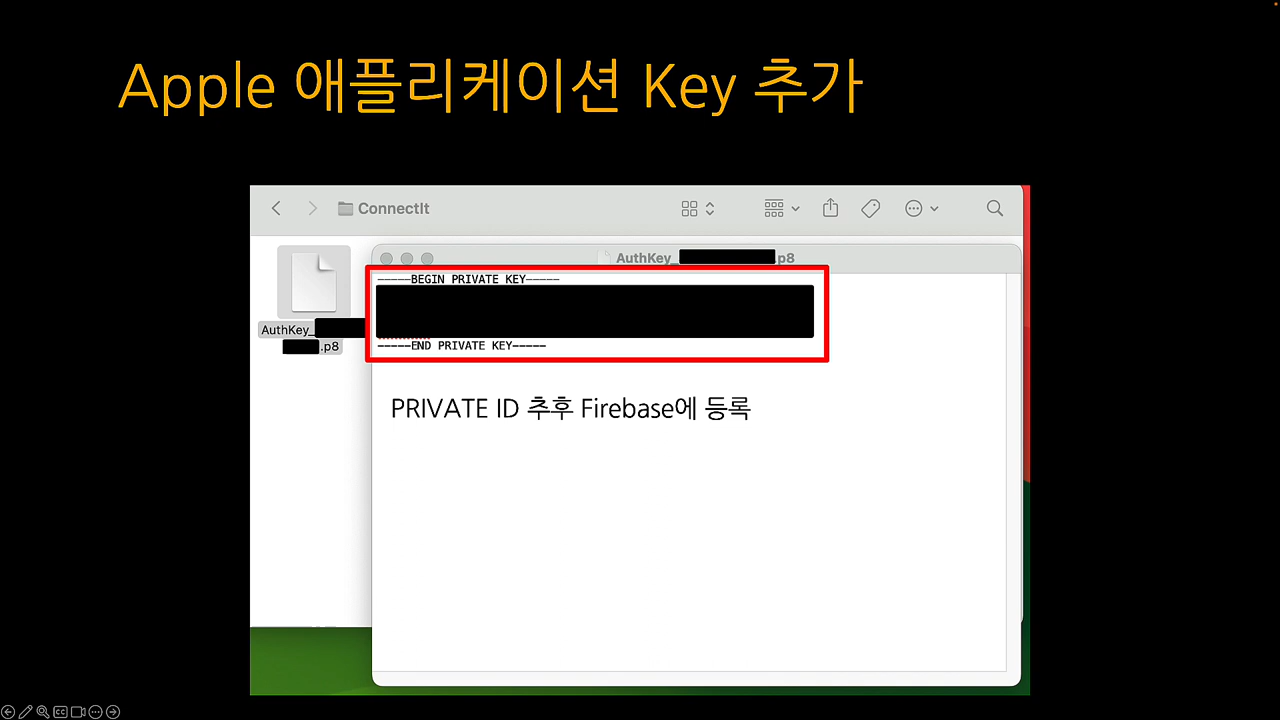 Apple 애플리케이션 Key 추가
ConnectIt
AuthKey_ .p8
-----BEGIN PRIVATE KEY-----
-----END PRIVATE KEY-----
AuthKey_
.p8
PRIVATE ID 추후 Firebase에 등록